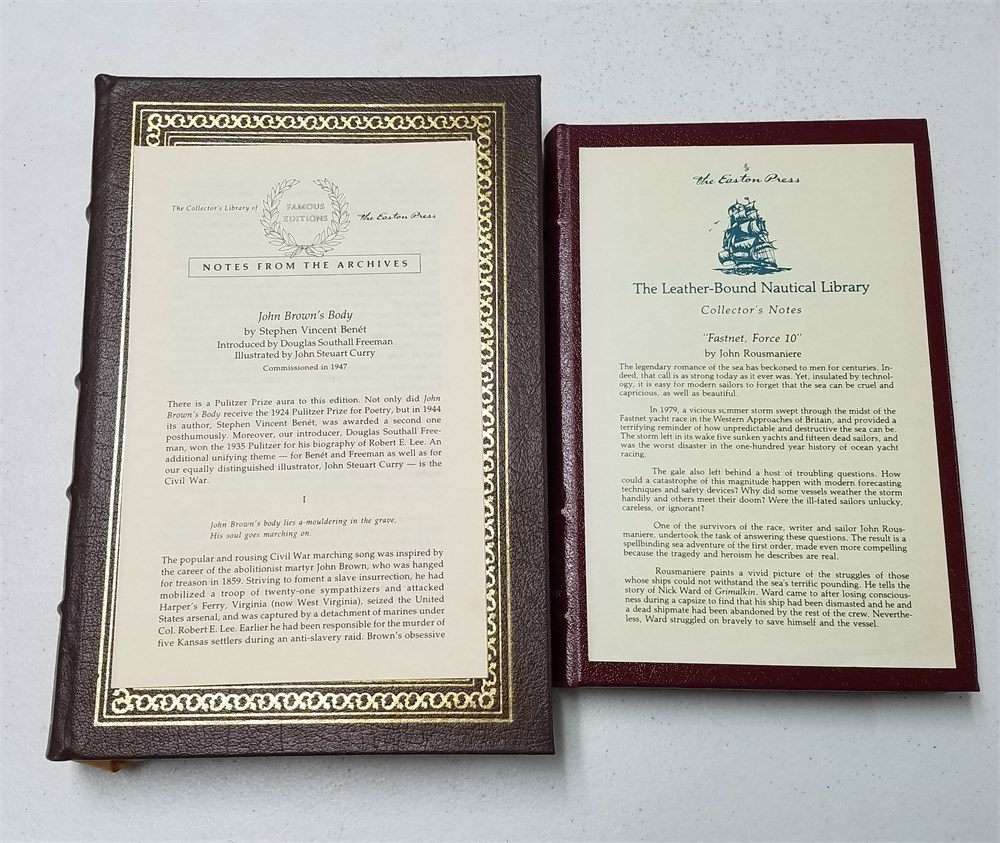 The Collector's Library of
FAMOUS
EDITIONS
The Easton Press
NOTES FROM THE ARCHIVES
John Brown's Body
by Stephen Vincent Benét
Introduced by Douglas Southall Freeman
Illustrated by John Steuart Curry
Commissioned in 1947
There is a Pulitzer Prize aura to this edition. Not only did John
Brown's Body receive the 1924 Pulitzer Prize for Poetry, but in 1944
its author, Stephen Vincent Benét, was awarded a second one
posthumously. Moreover, our introducer, Douglas Southall Free-
man, won the 1935 Pulitzer for his biography of Robert E. Lee. An
additional unifying theme — for Benét and Freeman as well as for
our equally distinguished illustrator, John Steuart Curry — is the
Civil War.
I
John Brown's body lies a-mouldering in the grave,
His soul goes marching on.
The popular and rousing Civil War marching song was inspired by
the career of the abolitionist martyr John Brown, who was hanged
for treason in 1859. Striving to foment a slave insurrection, he had
mobilized a troop of twenty-one sympathizers and attacked
Harper's Ferry, Virginia (now West Virginia), seized the United
States arsenal, and was captured by a detachment of marines under
Col. Robert E. Lee. Earlier he had been responsible for the murder of
five Kansas settlers during an anti-slavery raid. Brown's obsessive
The Easton Press
The Leather-Bound Nautical Library
Collector's Notes
"Fastnet, Force 10"
by John Rousmaniere
The legendary romance of the sea has beckoned to men for centuries. In-
deed, that call is as strong today as it ever was. Yet, insulated by technol-
ogy, it is easy for modern sailors to forget that the sea can be cruel and
capricious, as well as beautiful.
In 1979, a vicious summer storm swept through the midst of the
Fastnet yacht race in the Western Approaches of Britain, and provided a
terrifying reminder of how unpredictable and destructive the sea can be.
The storm left in its wake five sunken yachts and fifteen dead sailors, and
was the worst disaster in the one-hundred year history of ocean yacht
racing.
The gale also left behind a host of troubling questions. How
could a catastrophe of this magnitude happen with modern forecasting
techniques and safety devices? Why did some vessels weather the storm
handily and others meet their doom? Were the ill-fated sailors unlucky,
careless, or ignorant?
One of the survivors of the race, writer and sailor John Rous-
maniere, undertook the task of answering these questions. The result is a
spellbinding sea adventure of the first order, made even more compelling
because the tragedy and heroism he describes are real.
Rousmaniere paints a vivid picture of the struggles of those
whose ships could not withstand the sea's terrific pounding. He tells the
story of Nick Ward of Grimalkin. Ward came to after losing conscious-
ness during a capsize to find that his ship had been dismasted and he and
a dead shipmate had been abandoned by the rest of the crew. Neverthe-
less, Ward struggled on bravely to save himself and the vessel.